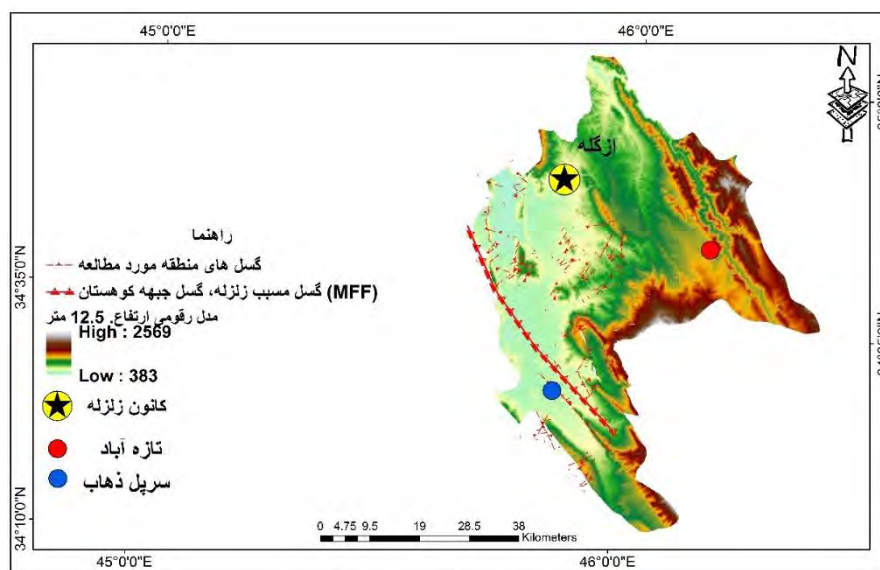 45°0'0"E
46°0'0"E
N
ازگله
راهنما
گسل های منطقه مورد مطالعه
گسل مسبب زلزله، گسل جبهه کوهستان (MFF)
مدل رقومی ارتفاع. 12.5 متر
High : 2569
Low : 383
کانون زلزله
تازه آباد
سرپل ذهاب
34°35'0"N
34°10'0"N
0 4.75 9.5 19 28.5 38
Kilometers
45°0'0"E
46°0'0"E